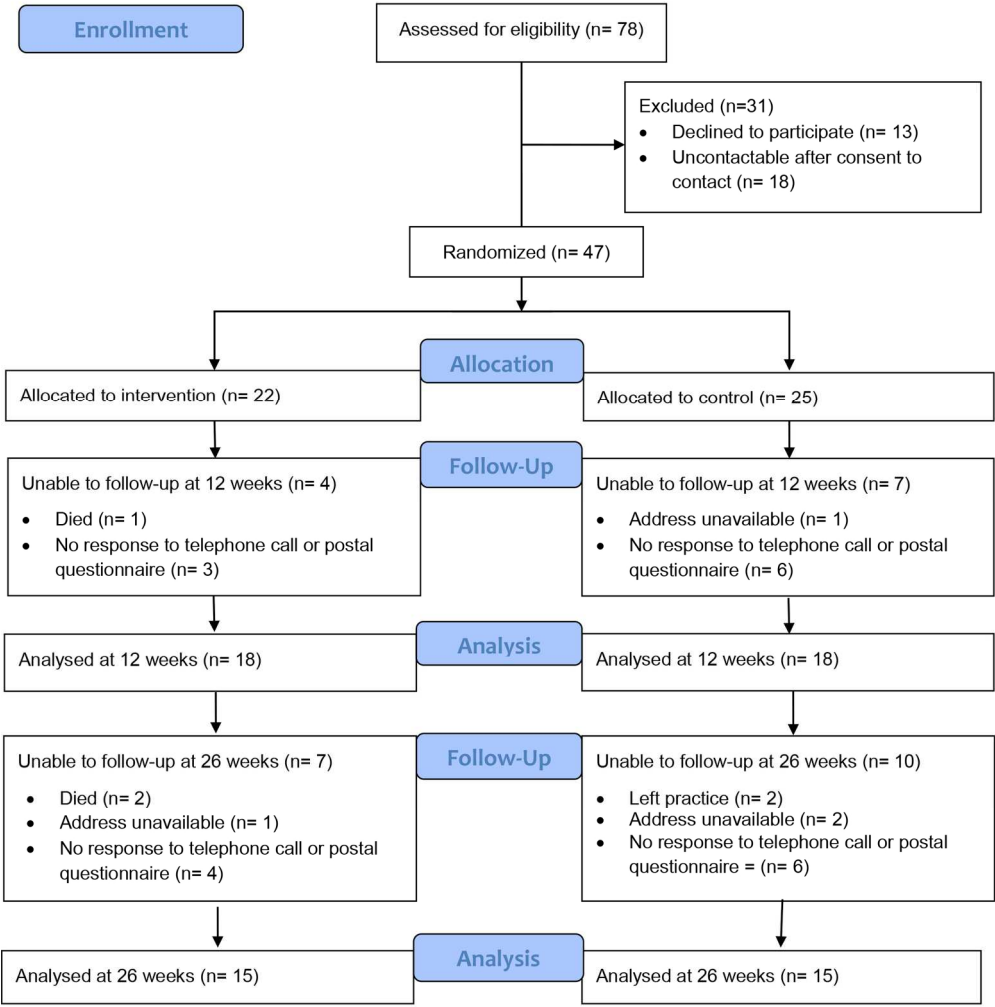 Enrollment
Assessed for eligibility (n= 78)
Excluded (n=31)
• Declined to participate (n= 13)
• Uncontactable after consent to
contact (n= 18)
Randomized (n= 47)
Allocation
Allocated to intervention (n= 22)
Allocated to control (n= 25)
Follow-Up
Unable to follow-up at 12 weeks (n= 4)
• Died (n= 1)
• No response to telephone call or postal
questionnaire (n= 3)
Unable to follow-up at 12 weeks (n= 7)
• Address unavailable (n= 1)
• No response to telephone call or postal
questionnaire (n= 6)
Analysis
Analysed at 12 weeks (n= 18)
Analysed at 12 weeks (n= 18)
Follow-Up
Unable to follow-up at 26 weeks (n= 7)
• Died (n= 2)
• Address unavailable (n= 1)
• No response to telephone call or postal
questionnaire (n= 4)
Unable to follow-up at 26 weeks (n= 10)
• Left practice (n= 2)
• Address unavailable (n= 2)
• No response to telephone call or postal
questionnaire = (n= 6)
Analysis
Analysed at 26 weeks (n= 15)
Analysed at 26 weeks (n= 15)